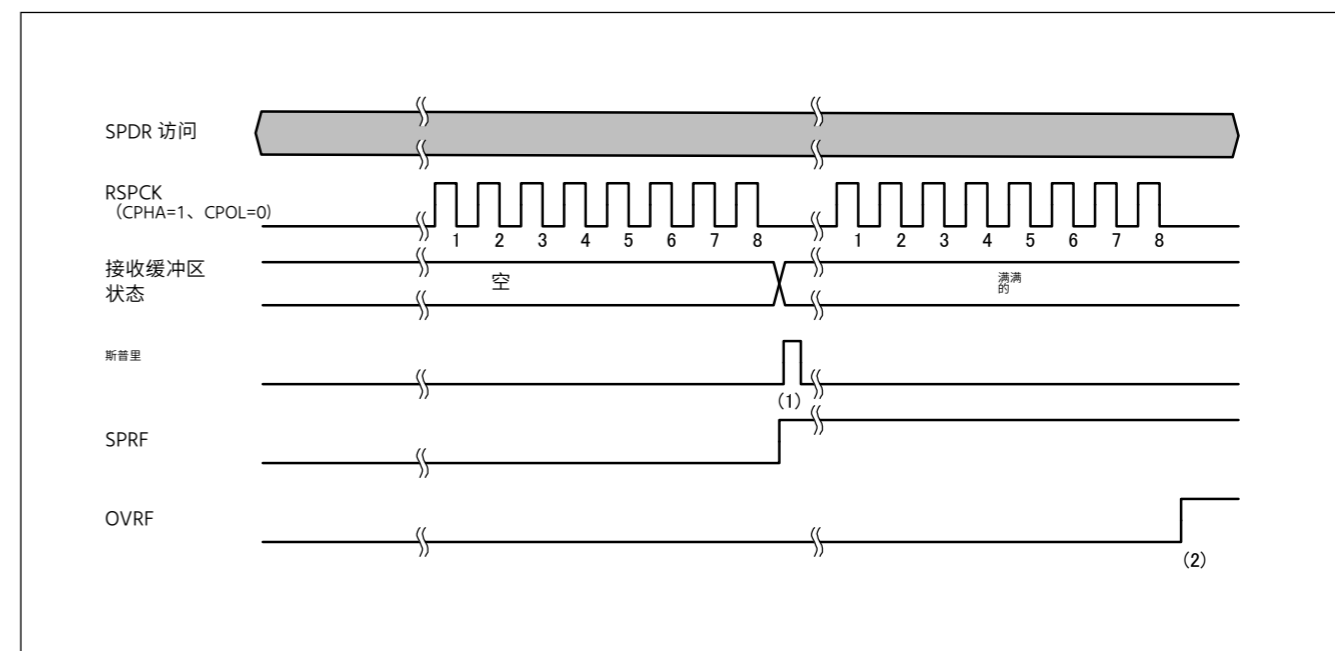 SPDR 访问
RSPCK
（CPHA=1、CPOL=0)
1 2 3 4 5 6 7 8 1 2 3 4 5 6 7 8
接收缓冲区
状态
空
满满
的
斯普里
(1)
SPRF
OVRF
(2)